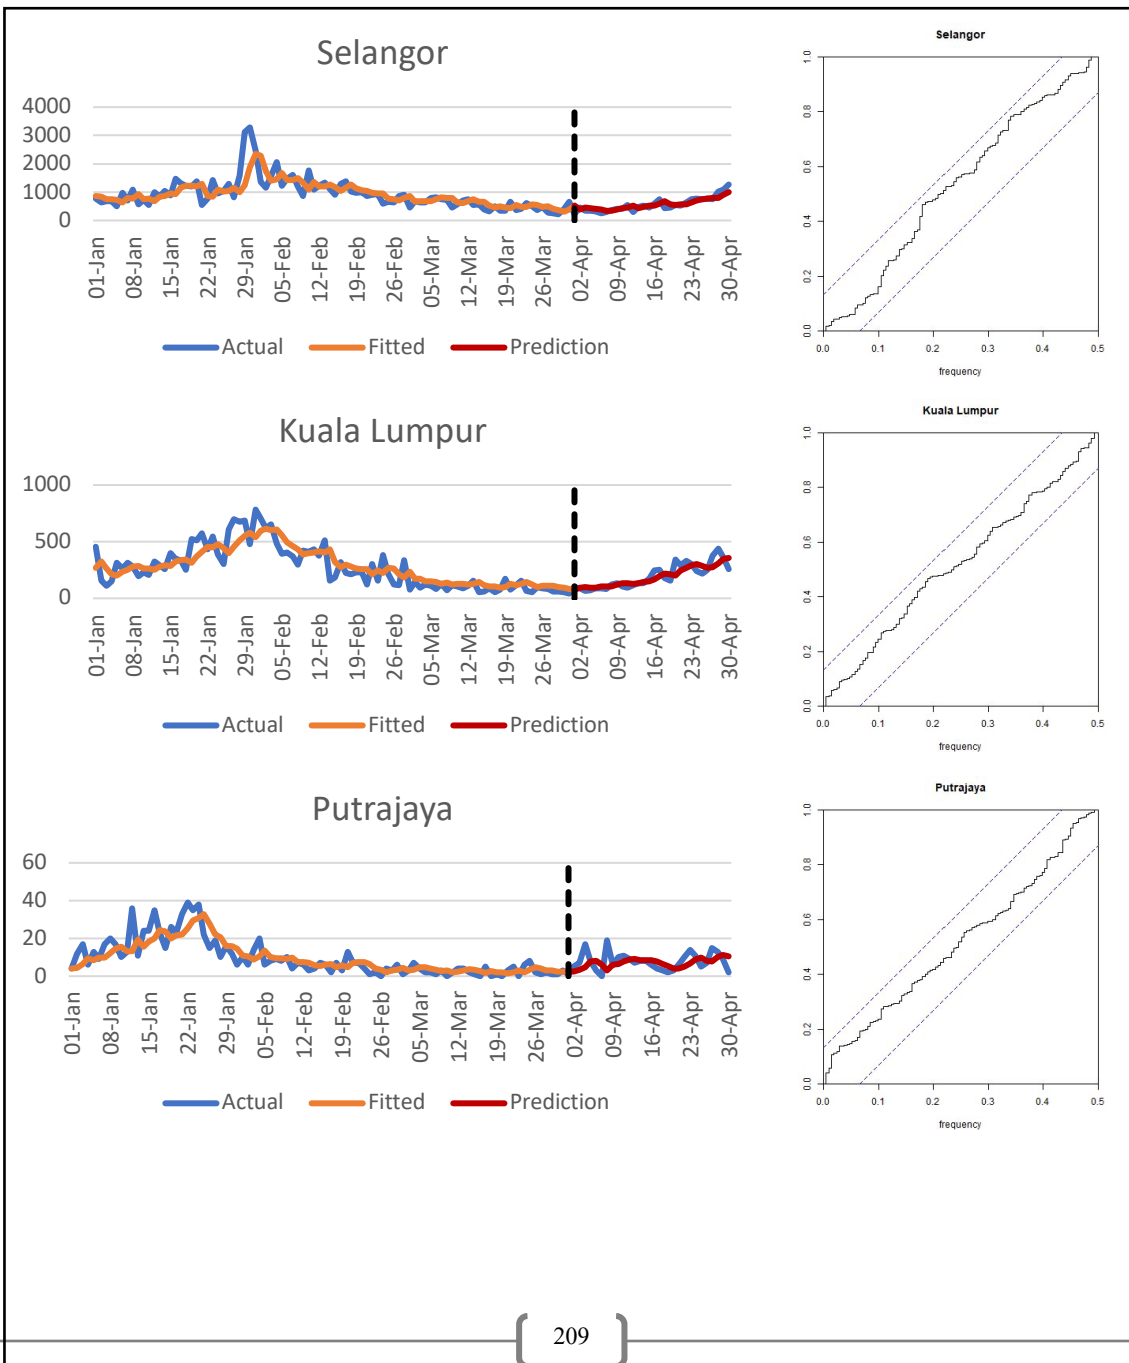 Selangor
4000
3000
2000
1000
0
01-Jan 08-Jan 15-Jan 22-Jan 29-Jan 05-Feb 12-Feb 19-Feb 26-Feb 05-Mar 12-Mar 19-Mar 26-Mar 02-Apr 09-Apr 16-Apr 23-Apr 30-Apr
Actual Fitted Prediction
Selangor
1.0
0.8
0.6
0.4
0.2
0.0
0.0 0.1 0.2 0.3 0.4 0.5
frequency
Kuala Lumpur
1000
500
0
01-Jan 08-Jan 15-Jan 22-Jan 29-Jan 05-Feb 12-Feb 19-Feb 26-Feb 05-Mar 12-Mar 19-Mar 26-Mar 02-Apr 09-Apr 16-Apr 23-Apr 30-Apr
Actual Fitted Prediction
Kuala Lumpur
1.0
0.8
0.6
0.4
0.2
0.0
0.0 0.1 0.2 0.3 0.4 0.5
frequency
Putrajaya
60
40
20
0
01-Jan 08-Jan 15-Jan 22-Jan 29-Jan 05-Feb 12-Feb 19-Feb 26-Feb 05-Mar 12-Mar 19-Mar 26-Mar 02-Apr 09-Apr 16-Apr 23-Apr 30-Apr
Actual Fitted Prediction
Putrajaya
1.0
0.8
0.6
0.4
0.2
0.0
0.0 0.1 0.2 0.3 0.4 0.5
frequency
209